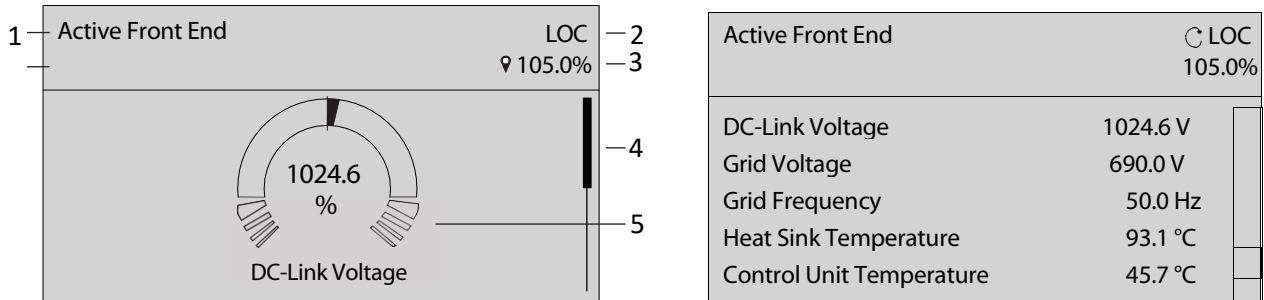 1 Active Front End LOC 2
105.0% 3
4
1024.6
%
5
DC-Link Voltage
Active Front End LOC
105.0%
DC-Link Voltage 1024.6 V
Grid Voltage 690.0 V
Grid Frequency 50.0 Hz
Heat Sink Temperature 93.1 °C
Control Unit Temperature 45.7 °C